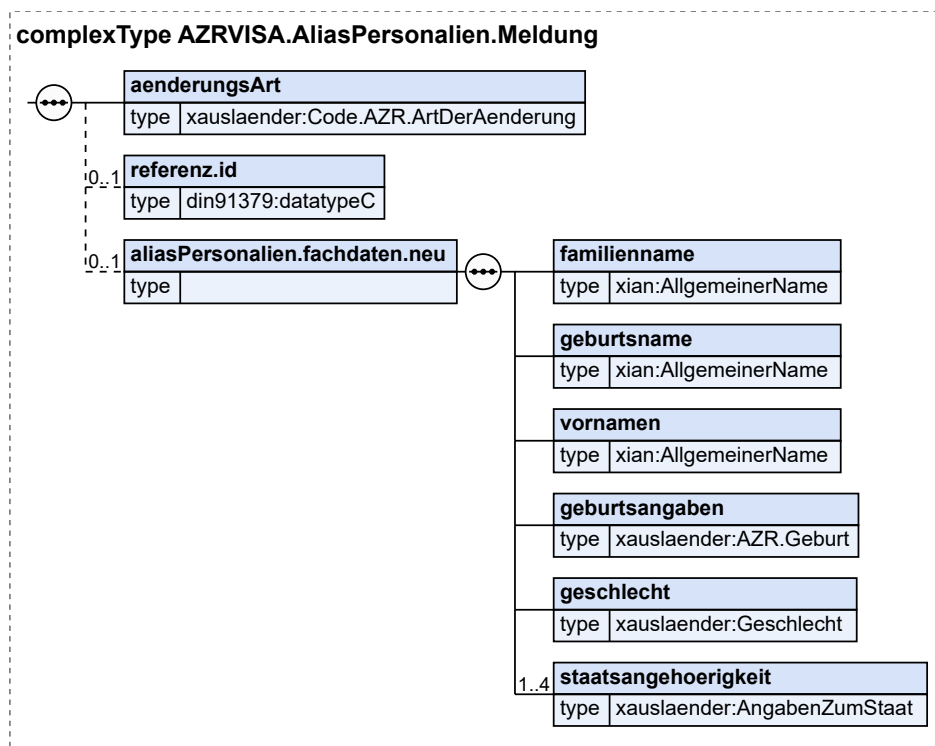 complexType AZRVISA.AliasPersonalien.Meldung
aenderungsArt
type xauslaender:Code.AZR.ArtDerAenderung
0..1 referenz.id
type din91379:datatypeC
0..1 aliasPersonalien.fachdaten.neu
type
familienname
type xian:AllgemeinerName
geburtsname
type xian:AllgemeinerName
vornamen
type xian:AllgemeinerName
geburtsangaben
type xauslaender:AZR.Geburt
geschlecht
type xauslaender:Geschlecht
1..4 staatsangehoerigkeit
type xauslaender:AngabenZumStaat